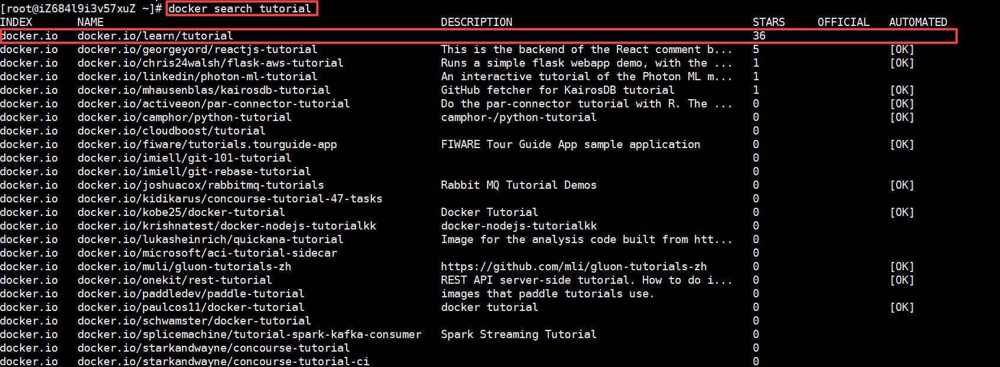 [root@iZ684l9i3v57xuZ ~]# docker search tutorial
INDEX NAME DESCRIPTION STARS OFFICIAL AUTOMATED
docker.io docker.io/learn/tutorial 36
docker.io docker.io/georgeyord/reactjs-tutorial This is the backend of the React comment b... 5 [OK]
docker.io docker.io/chris24walsh/flask-aws-tutorial Runs a simple flask webapp demo, with the ... 1 [OK]
docker.io docker.io/linkedin/photon-ml-tutorial An interactive tutorial of the Photon ML m... 1
docker.io docker.io/mhausenblas/kairosdb-tutorial GitHub fetcher for KairosDB tutorial 1 [OK]
docker.io docker.io/activeeon/par-connector-tutorial Do the par-connector tutorial with R. The ... 0 [OK]
docker.io docker.io/camphor/python-tutorial camphor-/python-tutorial 0 [OK]
docker.io docker.io/cloudboost/tutorial 0
docker.io docker.io/fiware/tutorials.tourguide-app FIWARE Tour Guide App sample application 0 [OK]
docker.io docker.io/imiell/git-101-tutorial 0
docker.io docker.io/imiell/git-rebase-tutorial 0
docker.io docker.io/joshuacox/rabbitmq-tutorials Rabbit MQ Tutorial Demos 0 [OK]
docker.io docker.io/kidikarus/concourse-tutorial-47-tasks 0
docker.io docker.io/kobe25/docker-tutorial Docker Tutorial 0 [OK]
docker.io docker.io/krishnatest/docker-nodejs-tutorialkk docker-nodejs-tutorialkk 0
docker.io docker.io/lukasheinrich/quickana-tutorial Image for the analysis code built from htt... 0
docker.io docker.io/microsoft/aci-tutorial-sidecar 0
docker.io docker.io/muli/gluon-tutorials-zh https://github.com/mli/gluon-tutorials-zh 0 [OK]
docker.io docker.io/onekit/rest-tutorial REST API server-side tutorial. How to do i... 0 [OK]
docker.io docker.io/paddledev/paddle-tutorial images that paddle tutorials use. 0
docker.io docker.io/paulcos11/docker-tutorial docker tutorial 0 [OK]
docker.io docker.io/schwamster/docker-tutorial 0
docker.io docker.io/splicemachine/tutorial-spark-kafka-consumer Spark Streaming Tutorial 0
docker.io docker.io/starkandwayne/concourse-tutorial 0
docker.io docker.io/starkandwayne/concourse-tutorial-ci 0